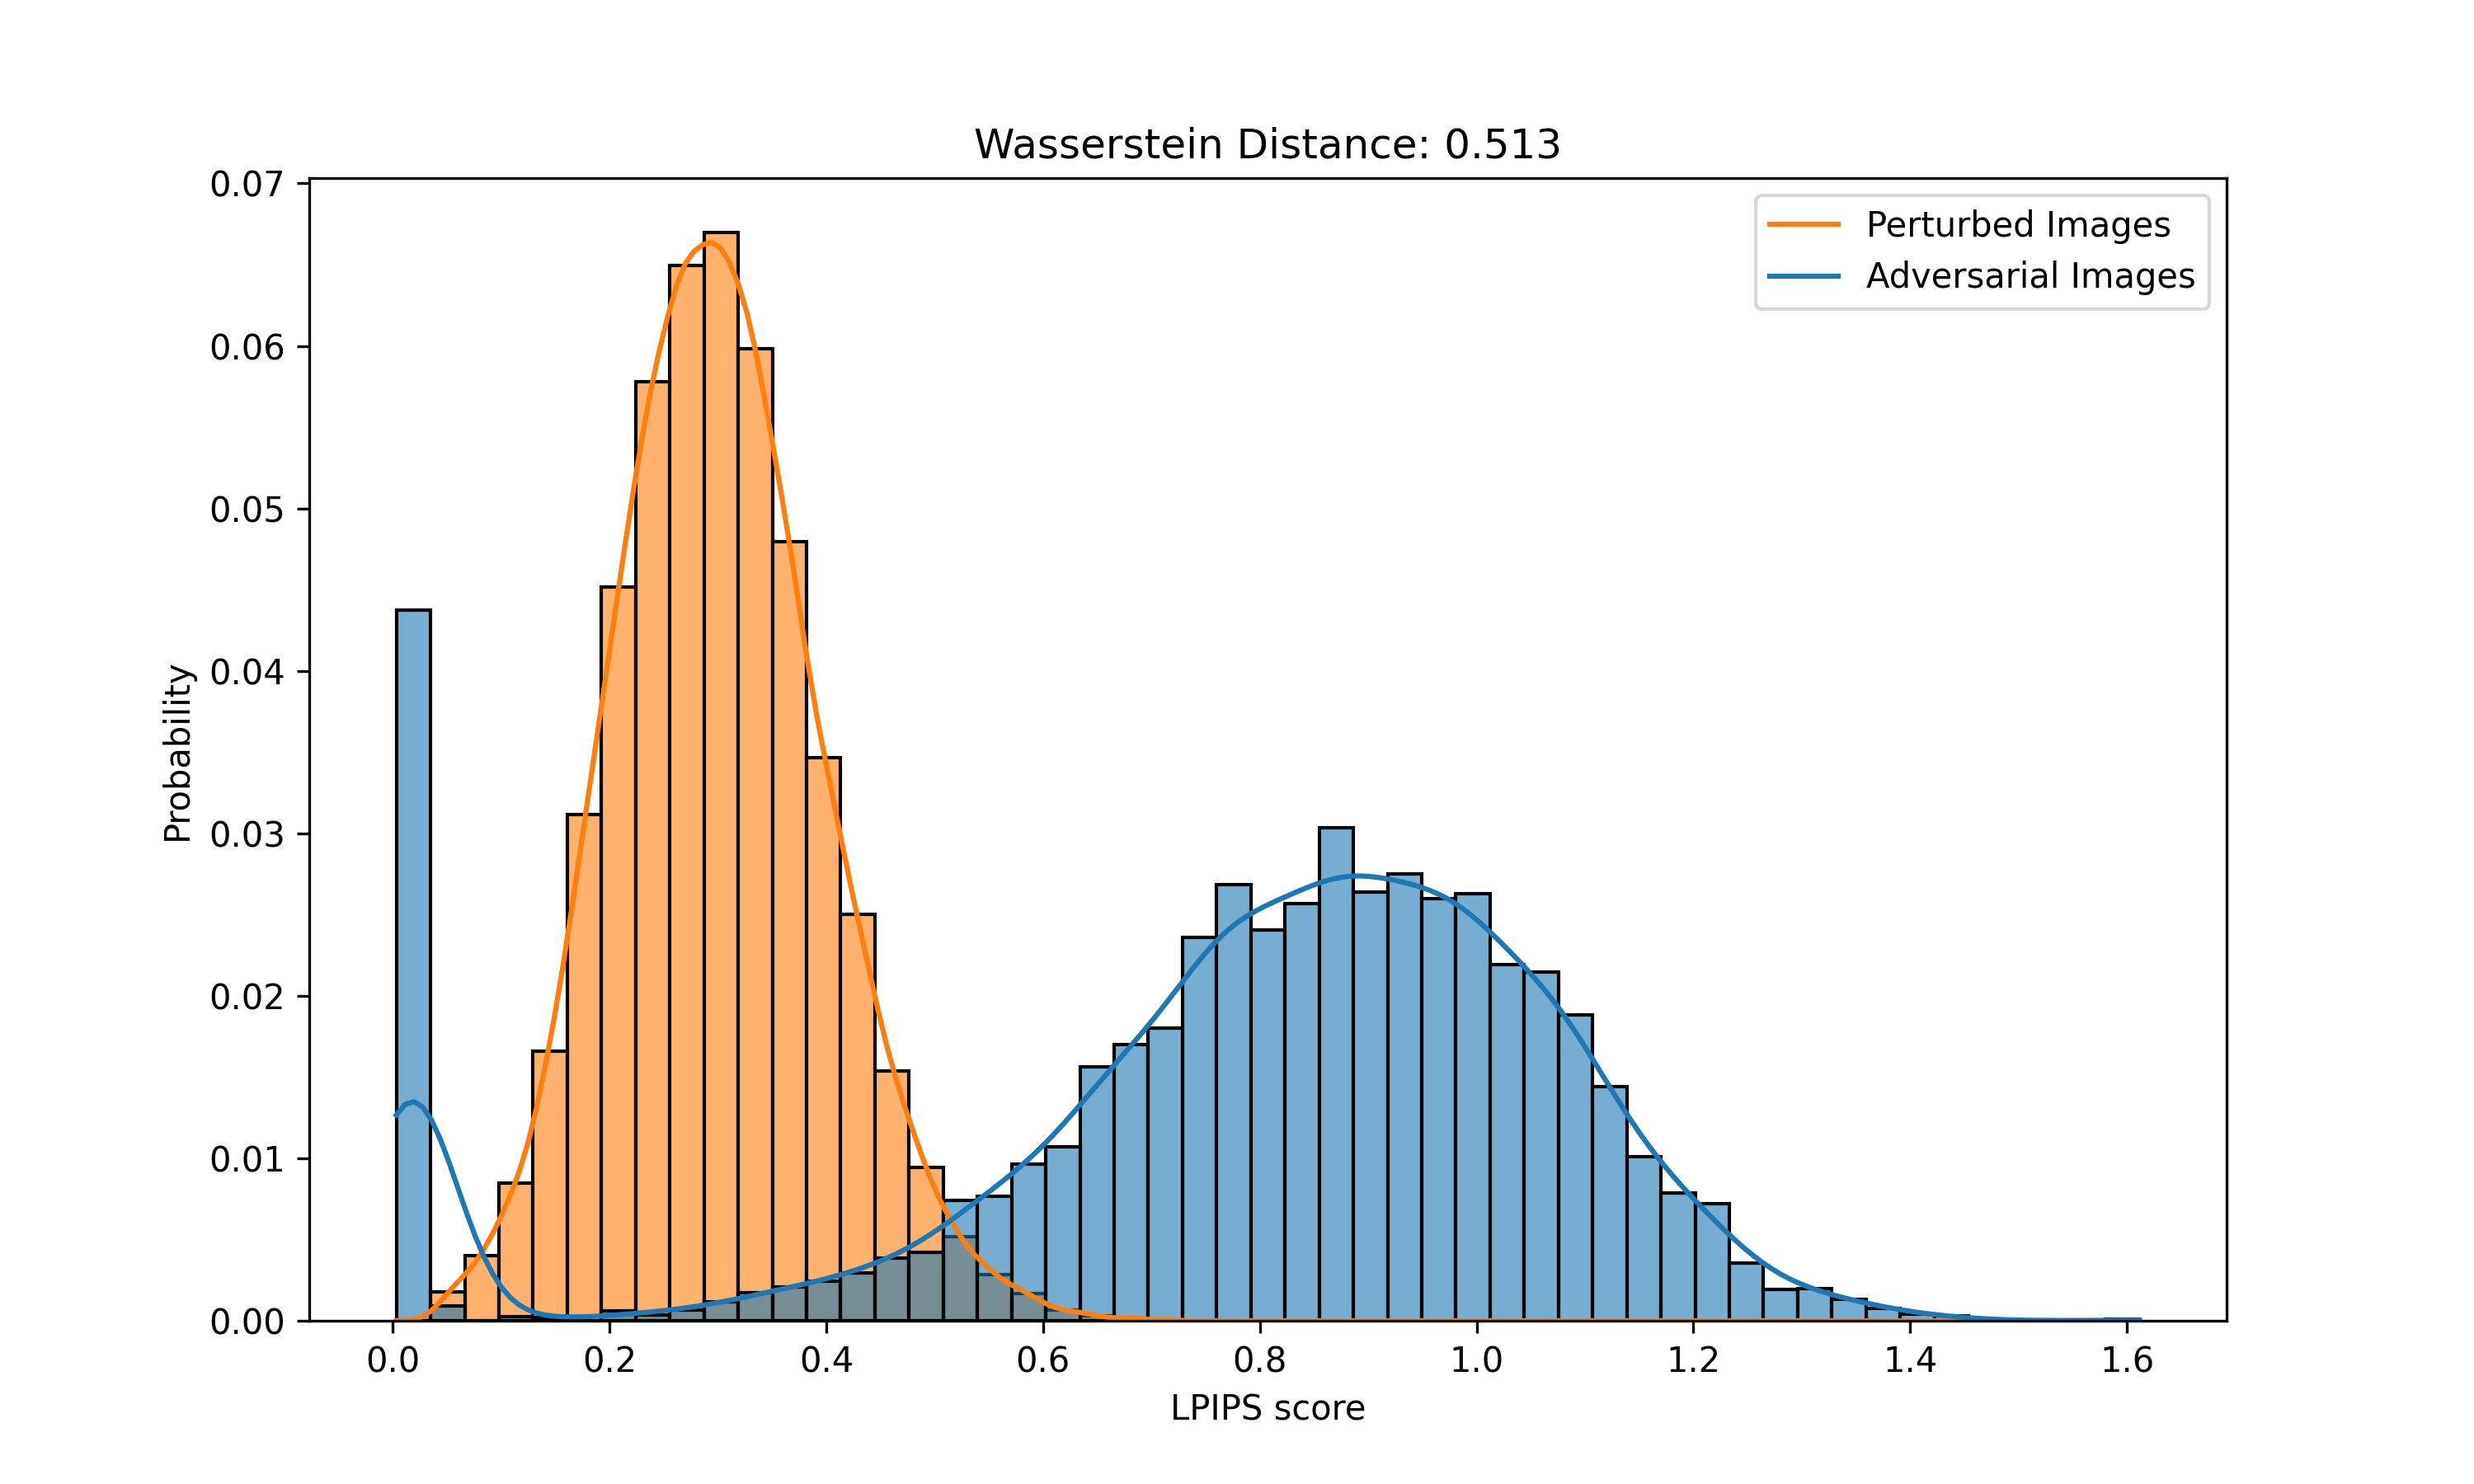 Wasserstein Distance: 0.513
Perturbed Images
Adversarial Images
Probability
0.07
0.06
0.05
0.04
0.03
0.02
0.01
0.00
0.0 0.2 0.4 0.6 0.8 1.0 1.2 1.4 1.6
LPIPS score